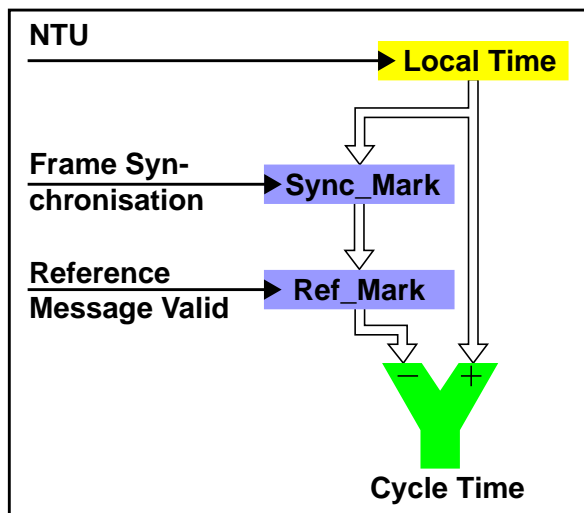 NTU
Local Time
Frame Syn-
chronisation
Sync_Mark
Reference
Message Valid
Ref_Mark
− +
Cycle Time